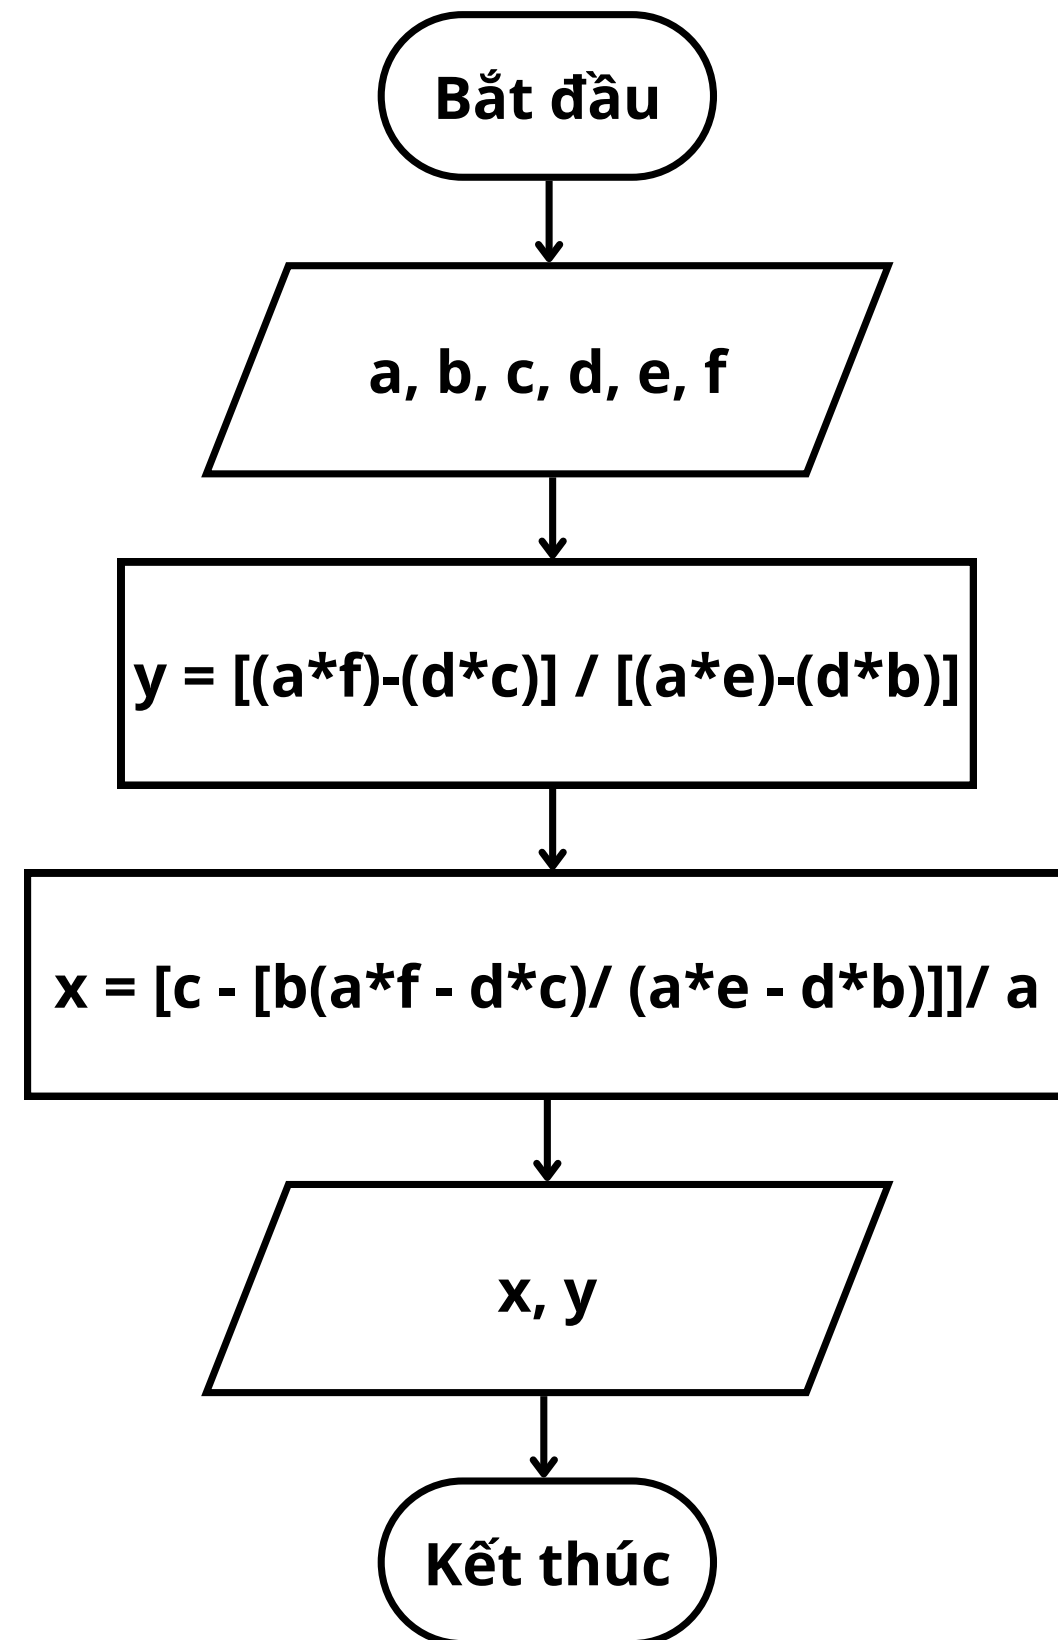 Bắt đầu
a, b, c, d, e, f
y = [(a*f)-(d*c)] / [(a*e)-(d*b)]
x = [c - [b(a*f - d*c)/ (a*e - d*b)]]/ a
x, y
Kết thúc